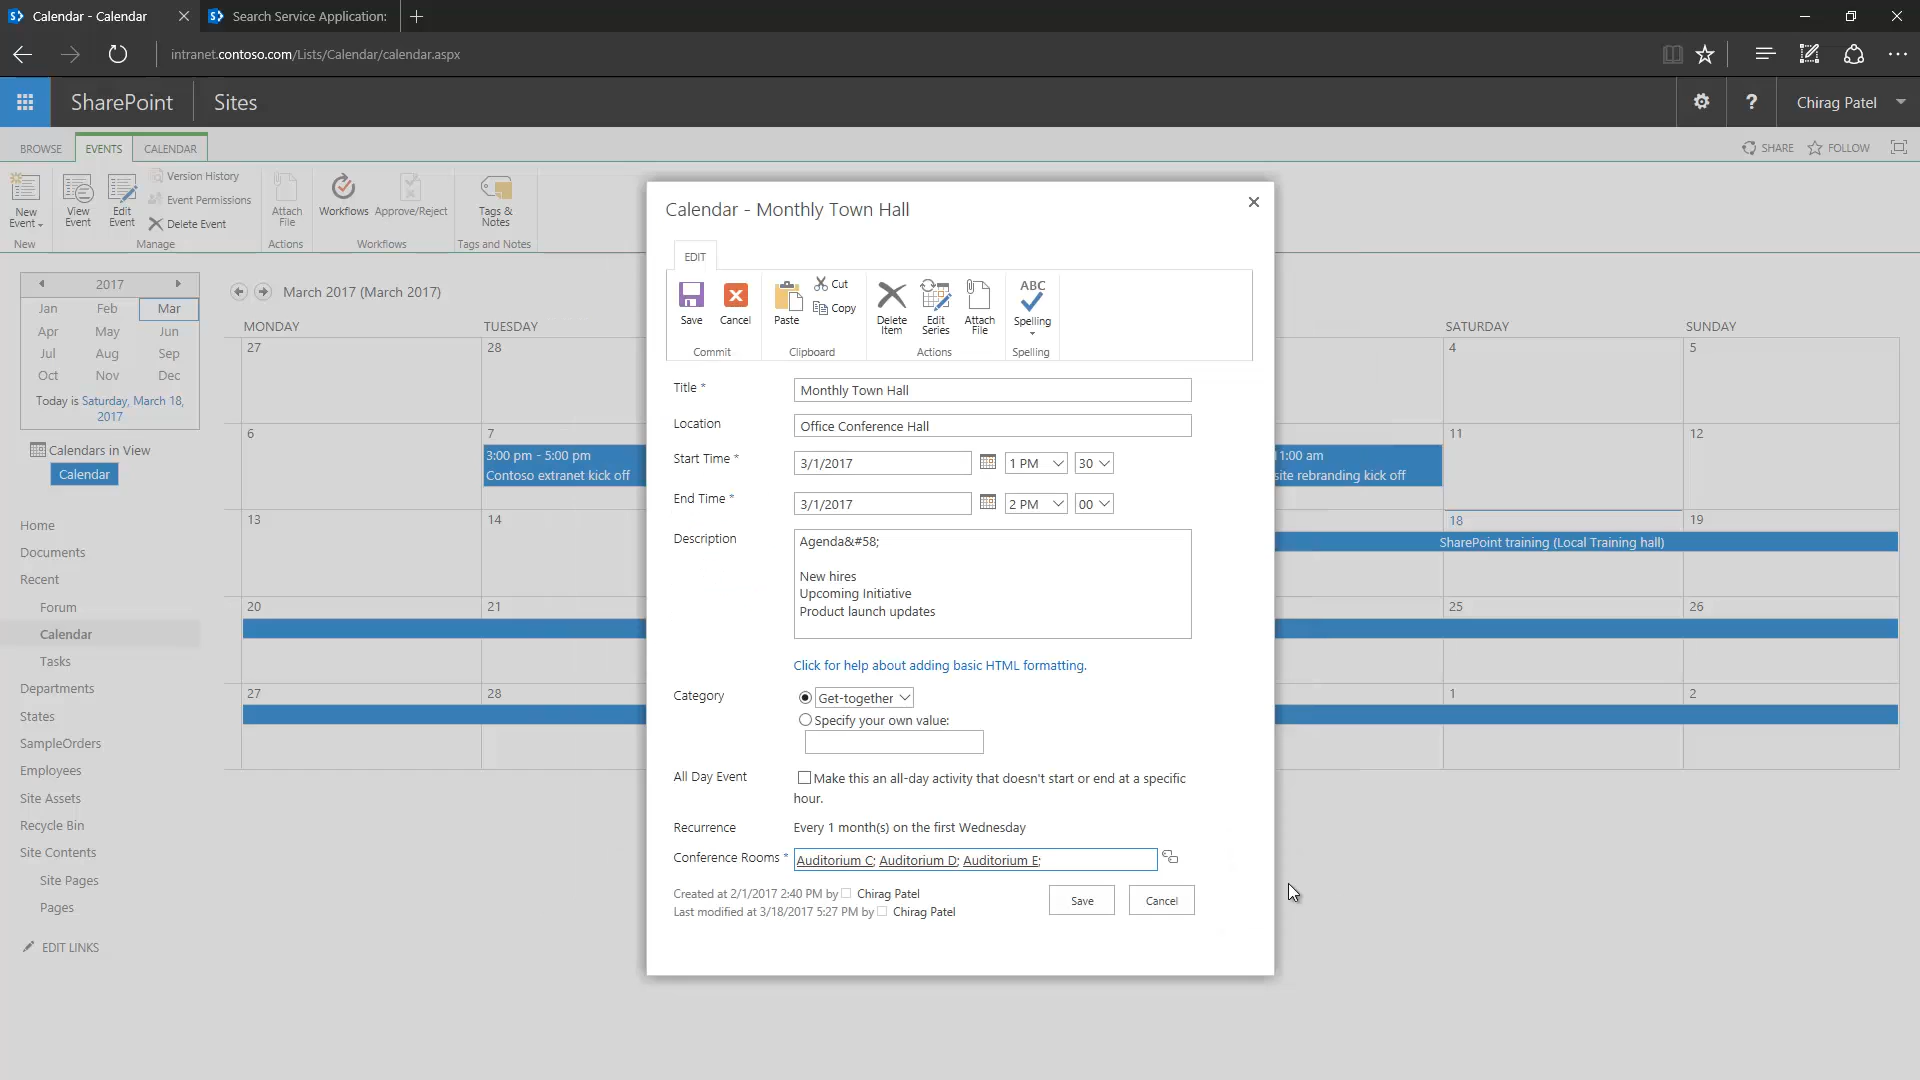 Calendar - Calendar
Search Service Application:
intranet.contoso.com/Lists/Calendar/calendar.aspx
SharePoint
Sites
?
Chirag Patel
BROWSE
EVENTS
CALENDAR
SHARE
FOLLOW
New Event
View Event
Edit Event
Version History
Event Permissions
Delete Event
Attach File
Workflows
Approve/Reject
Tags & Notes
New
Manage
Actions
Workflows
Tags and Notes
2017
Jan Feb Mar
Apr May Jun
Jul Aug Sep
Oct Nov Dec
Today is Saturday, March 18,
2017
Calendars in View
Calendar
Home
Documents
Recent
Forum
Calendar
Tasks
Departments
States
SampleOrders
Employees
Site Assets
Recycle Bin
Site Contents
Site Pages
Pages
EDIT LINKS
March 2017 (March 2017)
MONDAY TUESDAY SATURDAY SUNDAY
27 28 4 5
6 7 11 12
3:00 pm - 5:00 pm
Contoso extranet kick off
11:00 am
site rebranding kick off
13 14 18 19
SharePoint training (Local Training hall)
20 21 25 26
27 28 1 2
Calendar - Monthly Town Hall
EDIT
Save
Cancel
Paste
Cut
Copy
Delete Item
Edit Series
Attach File
ABC
Spelling
Commit
Clipboard
Actions
Spelling
Title *
Monthly Town Hall
Location
Office Conference Hall
Start Time *
3/1/2017 1 PM 30
End Time *
3/1/2017 2 PM 00
Description
Agenda&#58;
New hires
Upcoming Initiative
Product launch updates
Click for help about adding basic HTML formatting.
Category
Get-together
Specify your own value:
All Day Event
Make this an all-day activity that doesn't start or end at a specific
hour.
Recurrence
Every 1 month(s) on the first Wednesday
Conference Rooms *
Auditorium C; Auditorium D; Auditorium E;
Created at 2/1/2017 2:40 PM by Chirag Patel
Last modified at 3/18/2017 5:27 PM by Chirag Patel
Save
Cancel